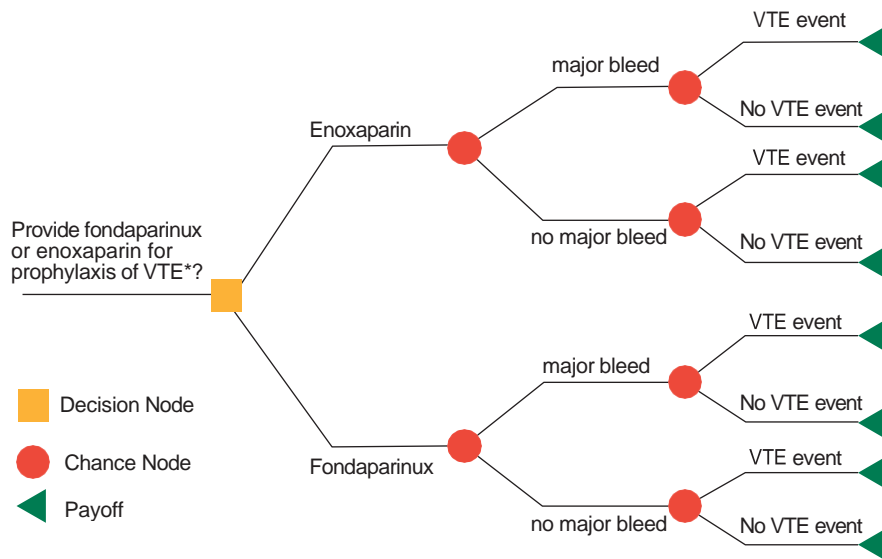 VTE event
major bleed
No VTE event
Enoxaparin
VTE event
no major bleed
No VTE event
Provide fondaparinux
or enoxaparin for
prophylaxis of VTE*?
VTE event
major bleed
No VTE event
Decision Node
Chance Node
Fondaparinux
VTE event
Payoff
no major bleed
No VTE event